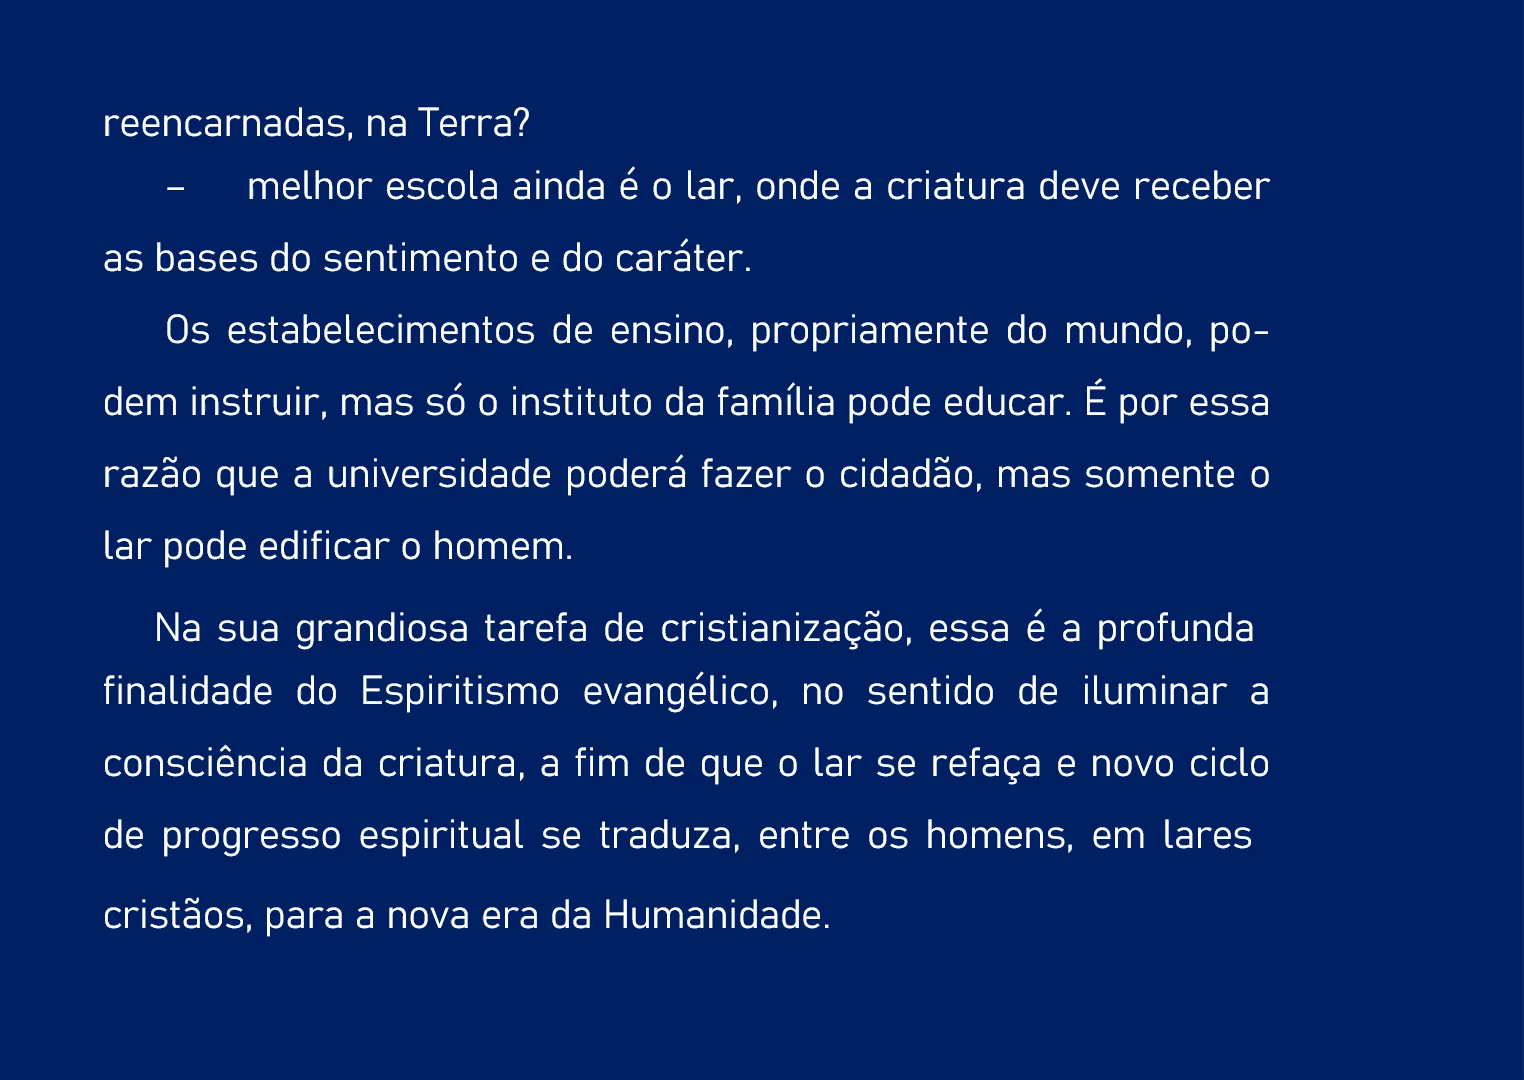 reencarnadas, na Terra?
– melhor escola ainda é o lar, onde a criatura deve receber
as bases do sentimento e do caráter.
Os estabelecimentos de ensino, propriamente do mundo, po-
dem instruir, mas só o instituto da família pode educar. É por essa
razão que a universidade poderá fazer o cidadão, mas somente o
lar pode edificar o homem.
Na sua grandiosa tarefa de cristianização, essa é a profunda
finalidade do Espiritismo evangélico, no sentido de iluminar a
consciência da criatura, a fim de que o lar se refaça e novo ciclo
de progresso espiritual se traduza, entre os homens, em lares
cristãos, para a nova era da Humanidade.